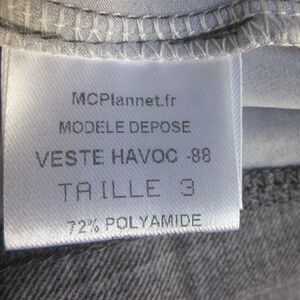 MCPlannet.fr
MODELE DEPOSE
VESTE HAVOC -88
TAILLE 3
72% POLYAMIDE